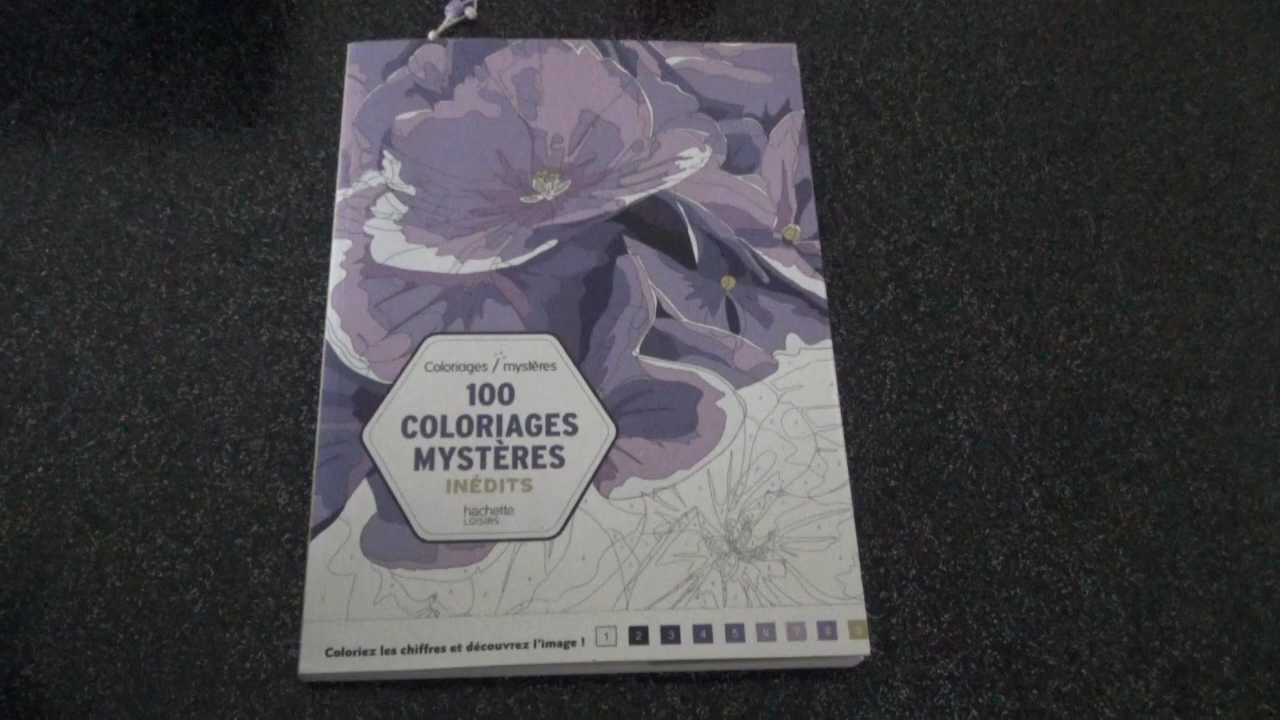 Coloriages / mystères
100
COLORIAGES
MYSTÈRES
INÉDITS
hachette
LOISIRS
Coloriez les chiffres et découvrez l'image ! 1 2 3 4 5 6 7 8 9